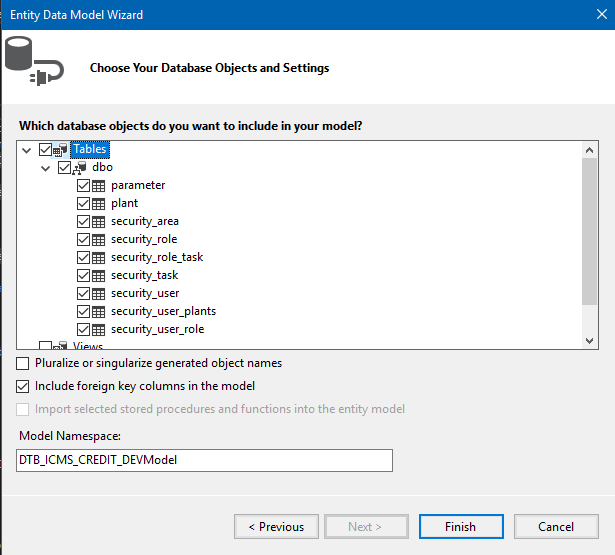 Entity Data Model Wizard
Choose Your Database Objects and Settings
Which database objects do you want to include in your model?
Tables
dbo
parameter
plant
security_area
security_role
security_role_task
security_task
security_user
security_user_plants
security_user_role
Views
Pluralize or singularize generated object names
Include foreign key columns in the model
Import selected stored procedures and functions into the entity model
Model Namespace:
DTB_ICMS_CREDIT_DEVModel
< Previous
Next >
Finish
Cancel